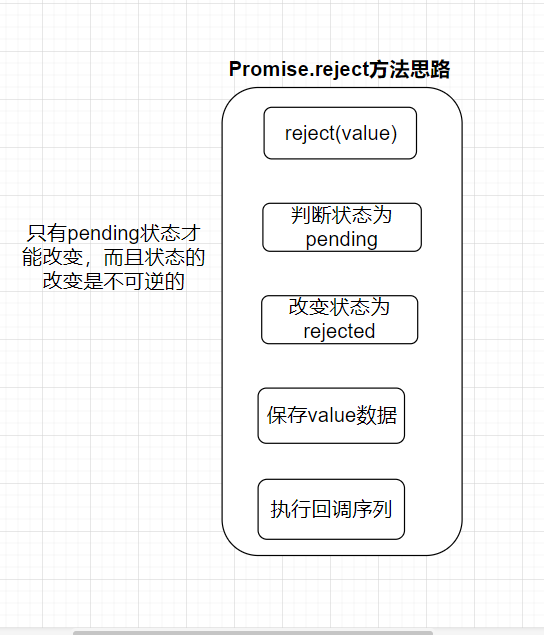 Promise.reject方法思路
reject(value)
判断状态为
pending
只有pending状态才
能改变，而且状态的
改变是不可逆的
改变状态为
rejected
保存value数据
执行回调序列